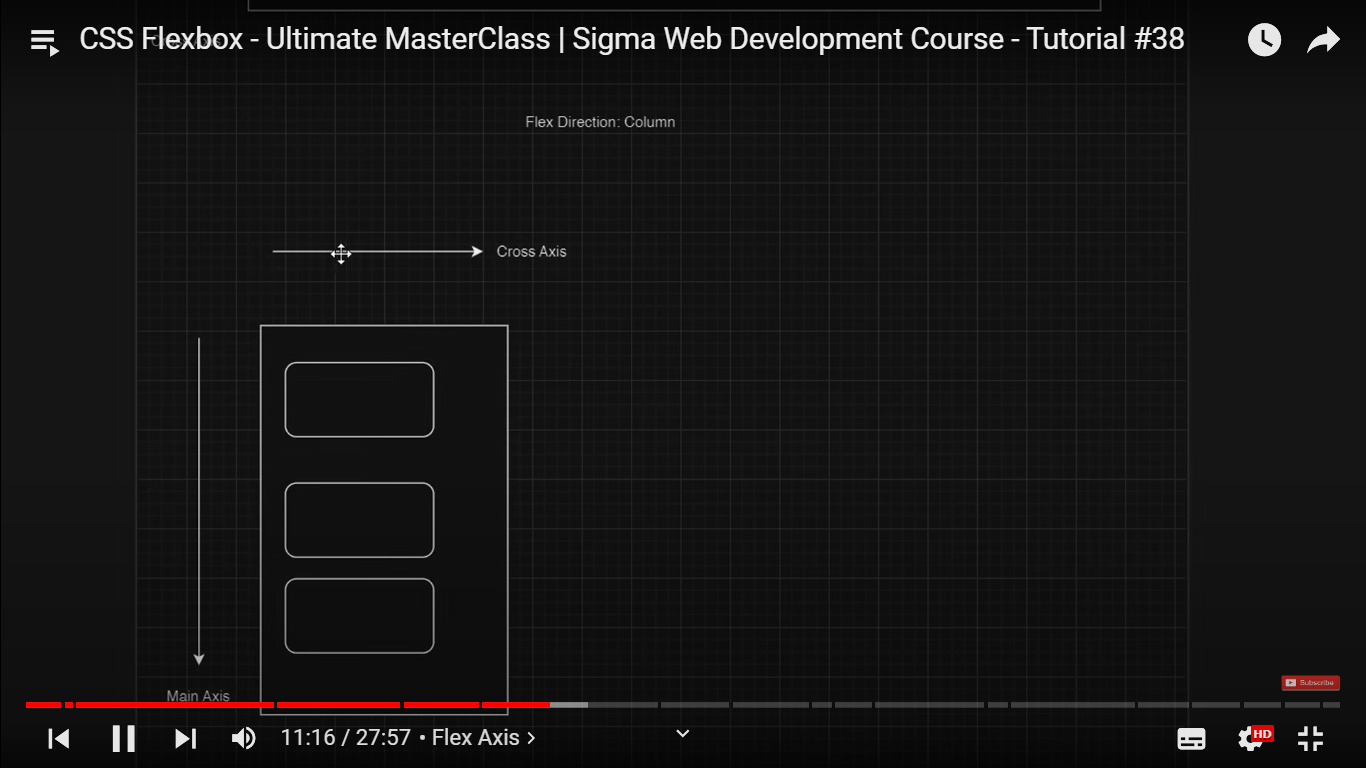 CSS Flexbox - Ultimate MasterClass | Sigma Web Development Course - Tutorial #38
Flex Direction: Column
Cross Axis
Main Axis
Subscribe
11:16 / 27:57 • Flex Axis ›
HD